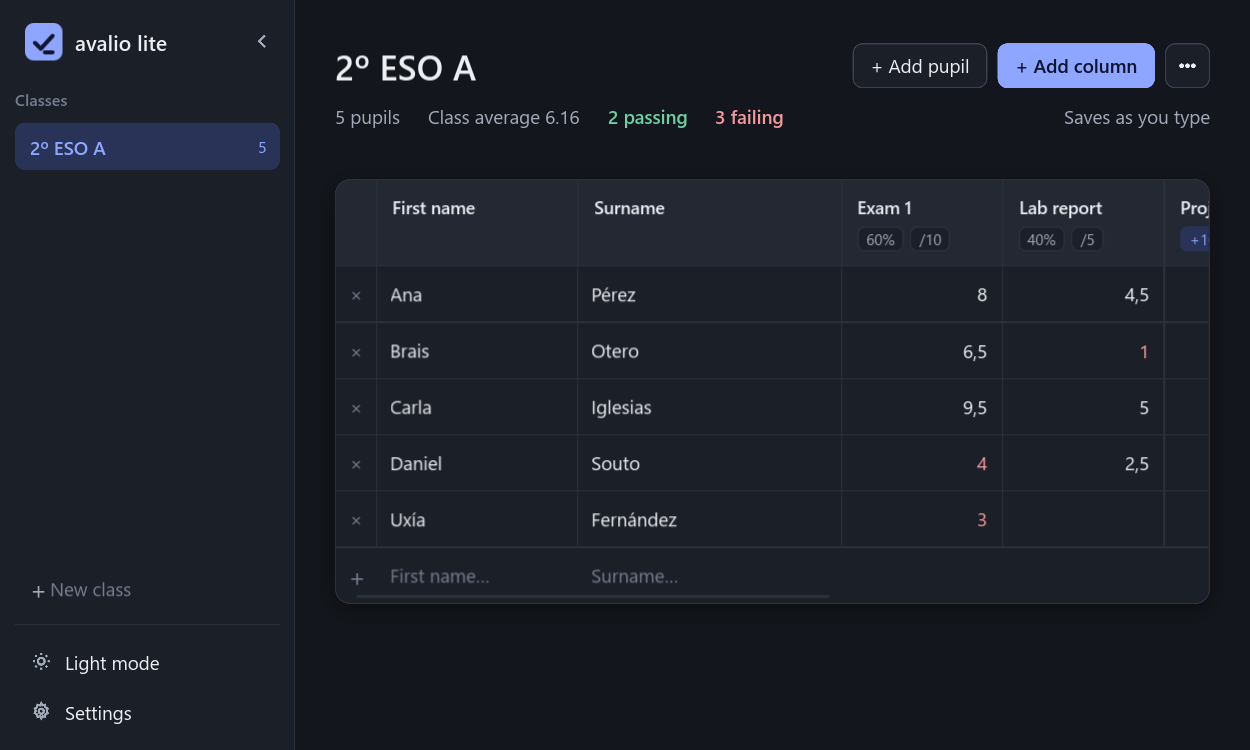 avalio lite
Classes
2º ESO A 5
+ New class
Light mode
Settings
2º ESO A
+ Add pupil
+ Add column
5 pupils Class average 6.16 2 passing 3 failing Saves as you type
First name Surname Exam 1 Lab report
60% /10 40% /5 +1
× Ana Pérez 8 4,5
× Brais Otero 6,5 1
× Carla Iglesias 9,5 5
× Daniel Souto 4 2,5
× Uxía Fernández 3
+ First name... Surname...